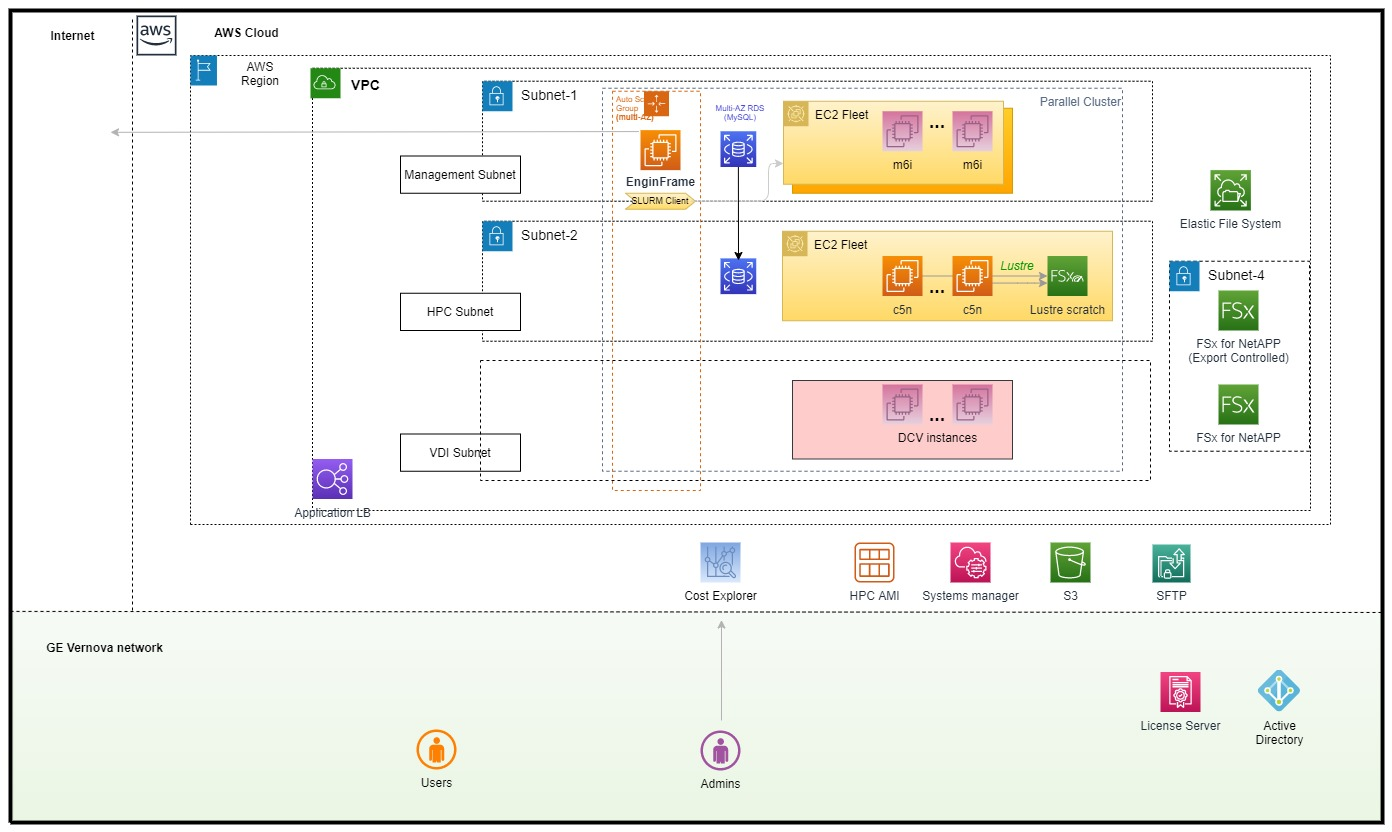 Internet
aws
AWS Cloud
AWS
Region
VPC
Subnet-1
Auto Sc
Group
(multi-AZ)
Multi-AZ RDS
(MySQL)
EC2 Fleet
...
m6i
m6i
Parallel Cluster
Management Subnet
EnginFrame
SLURM Client
Elastic File System
Subnet-2
EC2 Fleet
Lustre
...
FSx
c5n
c5n
Lustre scratch
HPC Subnet
Subnet-4
FSx
FSx for NetAPP
(Export Controlled)
FSx
FSx for NetAPP
...
DCV instances
VDI Subnet
Application LB
Cost Explorer
HPC AMI
Systems manager
S3
SFTP
GE Vernova network
License Server
Active
Directory
Users
Admins